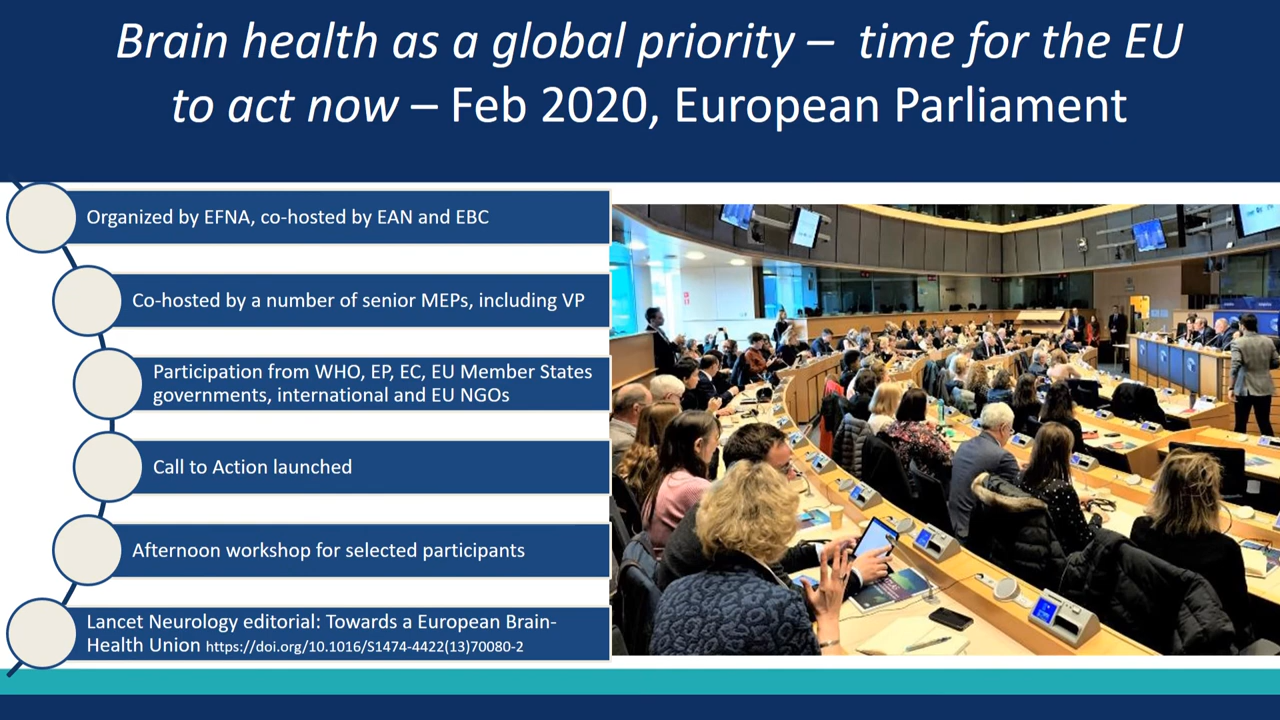 Brain health as a global priority – time for the EU
to act now – Feb 2020, European Parliament
Organized by EFNA, co-hosted by EAN and EBC
Co-hosted by a number of senior MEPs, including VP
Participation from WHO, EP, EC, EU Member States
governments, international and EU NGOs
Call to Action launched
Afternoon workshop for selected participants
Lancet Neurology editorial: Towards a European Brain-
Health Union https://doi.org/10.1016/S1474-4422(13)70080-2